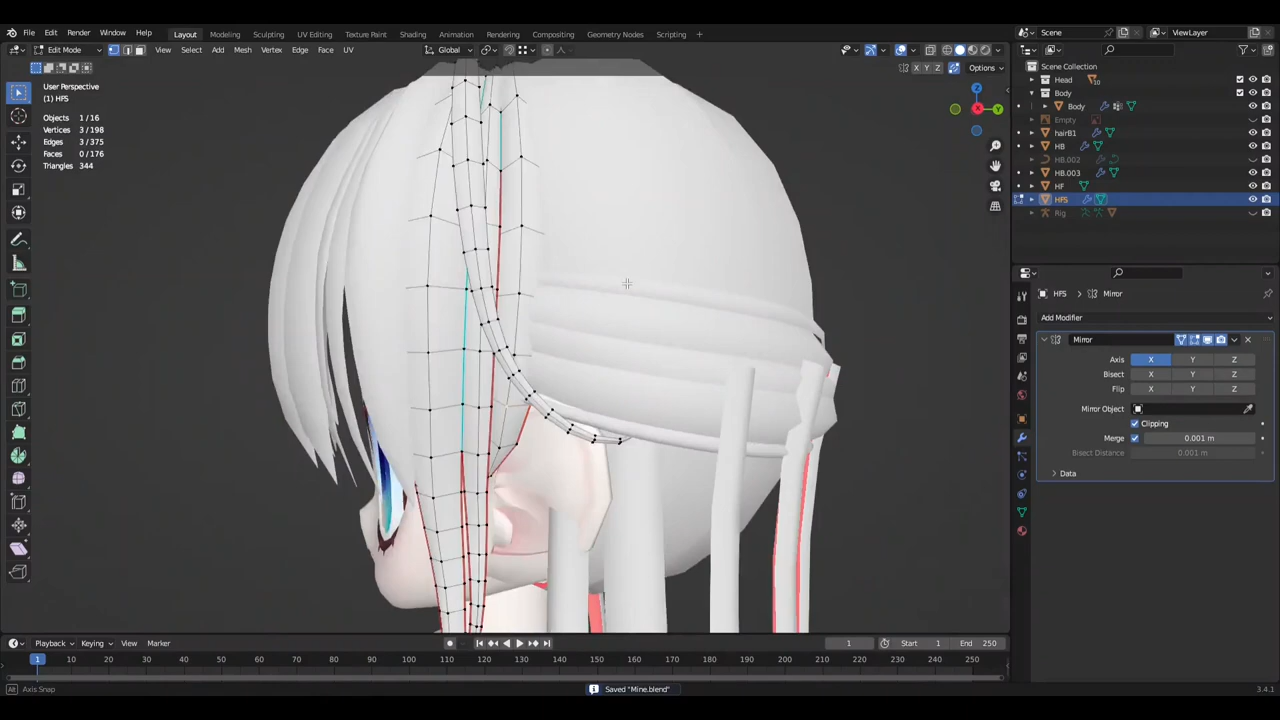 File Edit Render Window Help Layout Modeling Sculpting UV Editing Texture Paint Shading Animation Rendering Compositing Geometry Nodes Scripting Scene ViewLayer
Edit Mode View Select Add Mesh Vertex Edge Face UV Global
X Y Z Options
User Perspective
(1) HFS
Objects 1/16
Vertices 3/198
Edges 3/375
Faces 0/176
Triangles 344
Z
X
Y
Scene Collection
Head 10
Body
Body
Empty
hairB1
HB
HB.002
HB.003
HF
HFS
Rig
HFS > Mirror
Add Modifier
Mirror
Axis X Y Z
Bisect X Y Z
Flip X Y Z
Mirror Object
Clipping
Merge 0.001 m
Bisect Distance 0.001 m
Data
Playback Keying View Marker 1 Start 1 End 250
1 10 20 30 40 50 60 70 80 90 100 110 120 130 140 150 160 170 180 190 200 210 220 230 240 250
Alt Axis Snap Saved "Mine.blend" 3.4.1